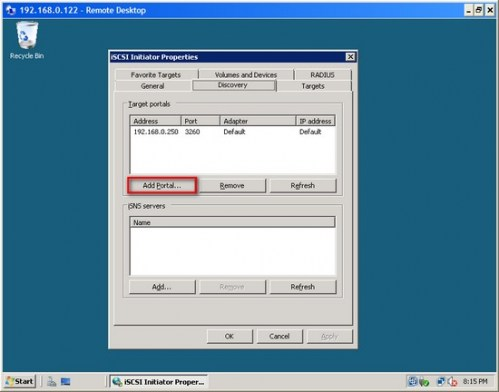 192.168.0.122 - Remote Desktop
Recycle Bin
iSCSI Initiator Properties
Favorite Targets Volumes and Devices RADIUS
General Discovery Targets
Target portals
Address Port Adapter IP address
192.168.0.250 3260 Default Default
Add Portal... Remove Refresh
iSNS servers
Name
Add... Remove Refresh
OK Cancel Apply
Start iSCSI Initiator Proper... 8:15 PM